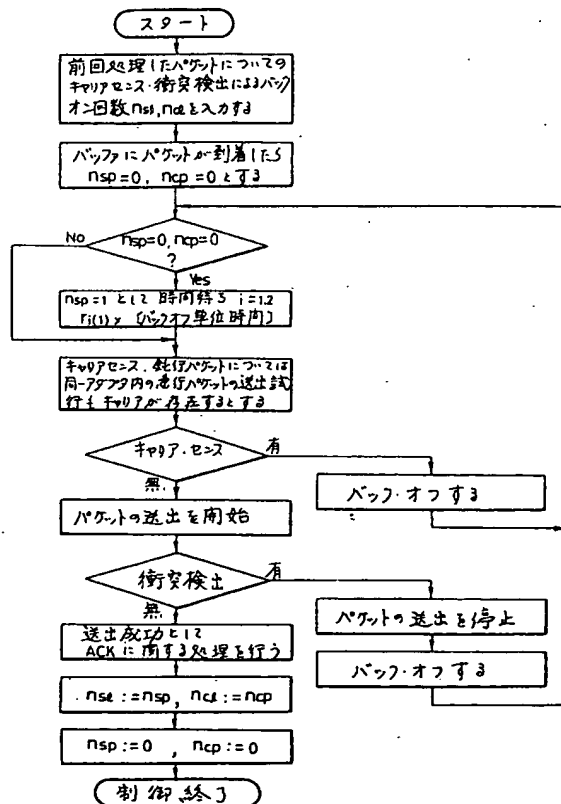 スタート
前回処理したパケットについての
キャリアセンス・衝突検出によるバック
オン回数nsl,nclを入力する
バッファにパケットが到着したら
nsp=0, ncp=0とする
nsp=0, ncp=0
?
No
Yes
nsp=1として時間待る i=1.2
ri(1)×[バックオフ単位時間]
キャリアセンス.鈍行パケットについては
同一アダプタ内の急行パケットの送出試
行もキャリアが存在するとする
キャリア・センス
有
無
バック・オフする
パケットの送出を開始
衝突検出
有
無
パケットの送出を停止
送出成功として
ACKに関する処理を行う
バック・オフする
nsl:=nsp, ncl:=ncp
nsp:=0 , ncp:=0
制御終了